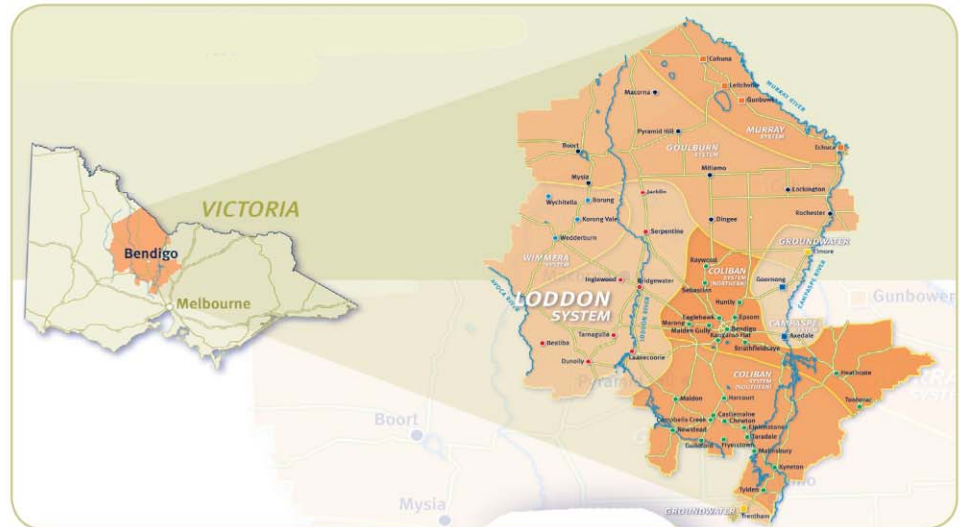 VICTORIA
Bendigo
Melbourne
Cohuna
Leitchville
Gunbower
MURRAY RIVER
Macorna
MURRAY
SYSTEM
Pyramid Hill
GOULBURN
SYSTEM
Echuca
Boort
Mitiamo
Mysia
Lockington
Jarklin
Wychitella
Borung
Rochester
Korong Vale
Dingee
Serpentine
Wedderburn
GROUNDWATER
Elmore
WIMMERA
SYSTEM
Raywood
COLIBAN
SYSTEM
(NORTHERN)
Goornong
Inglewood
Bridgewater
Sebastian
AVOCA RIVER
LODDON
SYSTEM
LODDON RIVER
CAMPASPE RIVER
Huntly
Eaglehawk
Epsom
Marong
Bendigo
CAMPASPE
Maiden Gully
Kangaroo Flat
Axedale
Strathfieldsaye
Tarnagulla
Bealiba
Laanecoorie
Dunolly
COLIBAN
SYSTEM
(SOUTHERN)
Heathcote
Tooborac
Maldon
Harcourt
Castlemaine
Campbells Creek
Chewton
Newstead
Elphinstone
Taradale
Guildford
Fryerstown
Malmsbury
Kyneton
Tylden
GROUNDWATER
Trentham
Gunbower
Boort
Mysia